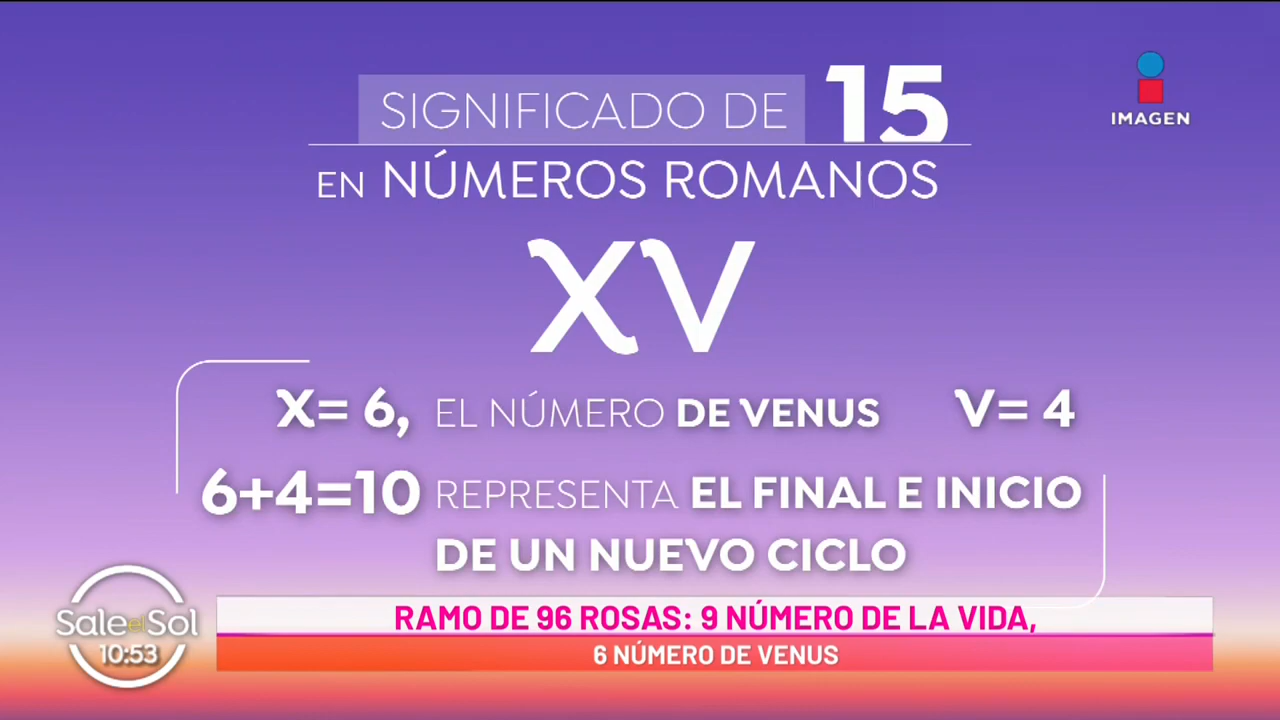 SIGNIFICADO DE 15
IMAGEN
EN NÚMEROS ROMANOS
XV
X= 6, EL NÚMERO DE VENUS V= 4
6+4=10 REPRESENTA EL FINAL E INICIO
DE UN NUEVO CICLO
Sale el Sol
10:53
RAMO DE 96 ROSAS: 9 NÚMERO DE LA VIDA,
6 NÚMERO DE VENUS